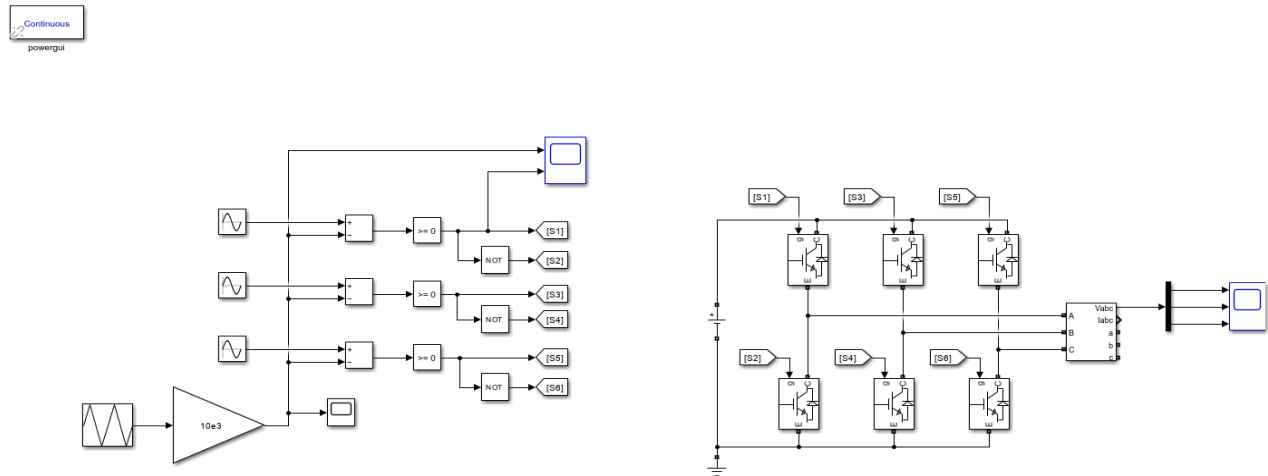 Continuous
powergui
[S1] [S3] [S5]
+
−
>= 0
[S1]
NOT
[S2]
g C g C g C
E E E
+
−
>= 0
[S3]
NOT
[S4]
+
Vabc
A Iabc
B a
C b
c
+
−
>= 0
[S5]
NOT
[S6]
[S2] [S4] [S6]
g C g C g C
E E E
10e3